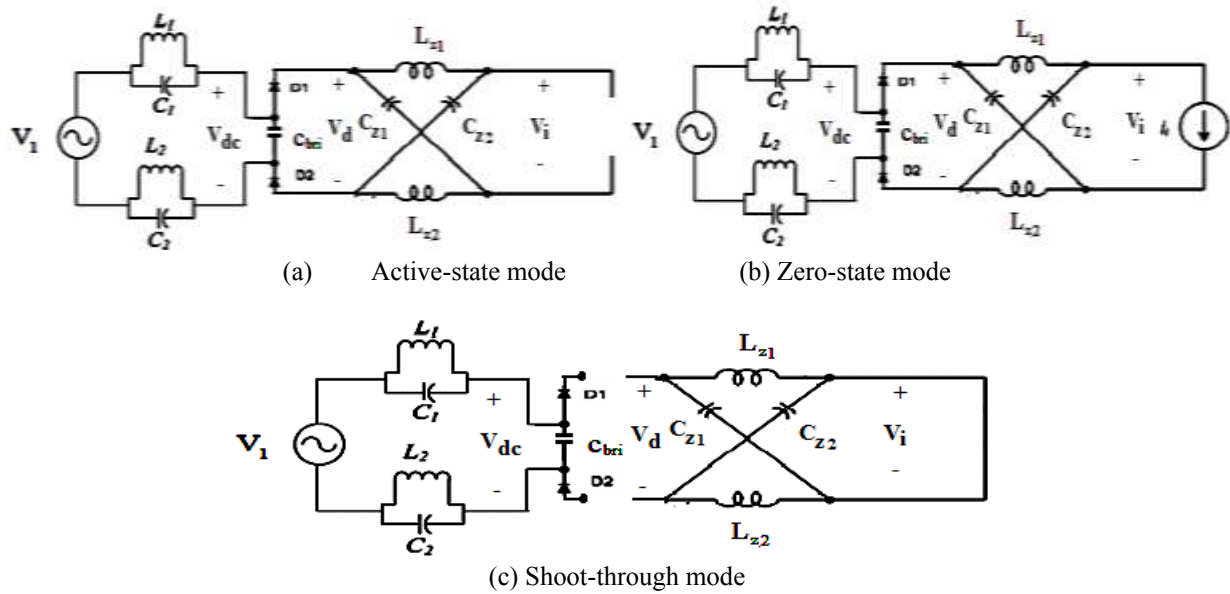 L1
C1
V1
Vdc
L2
C2
D1
cbri
D2
+
Vd
-
Lz1
Cz1
Cz2
Lz2
+
Vi
-
(a) Active-state mode
L1
C1
V1
Vdc
L2
C2
D1
cbri
D2
+
Vd
-
Lz1
Cz1
Cz2
Lz2
+
Vi
-
(b) Zero-state mode
L1
C1
V1
Vdc
L2
C2
D1
cbri
D2
+
Vd
-
Lz1
Cz1
Cz2
Lz2
+
Vi
-
(c) Shoot-through mode